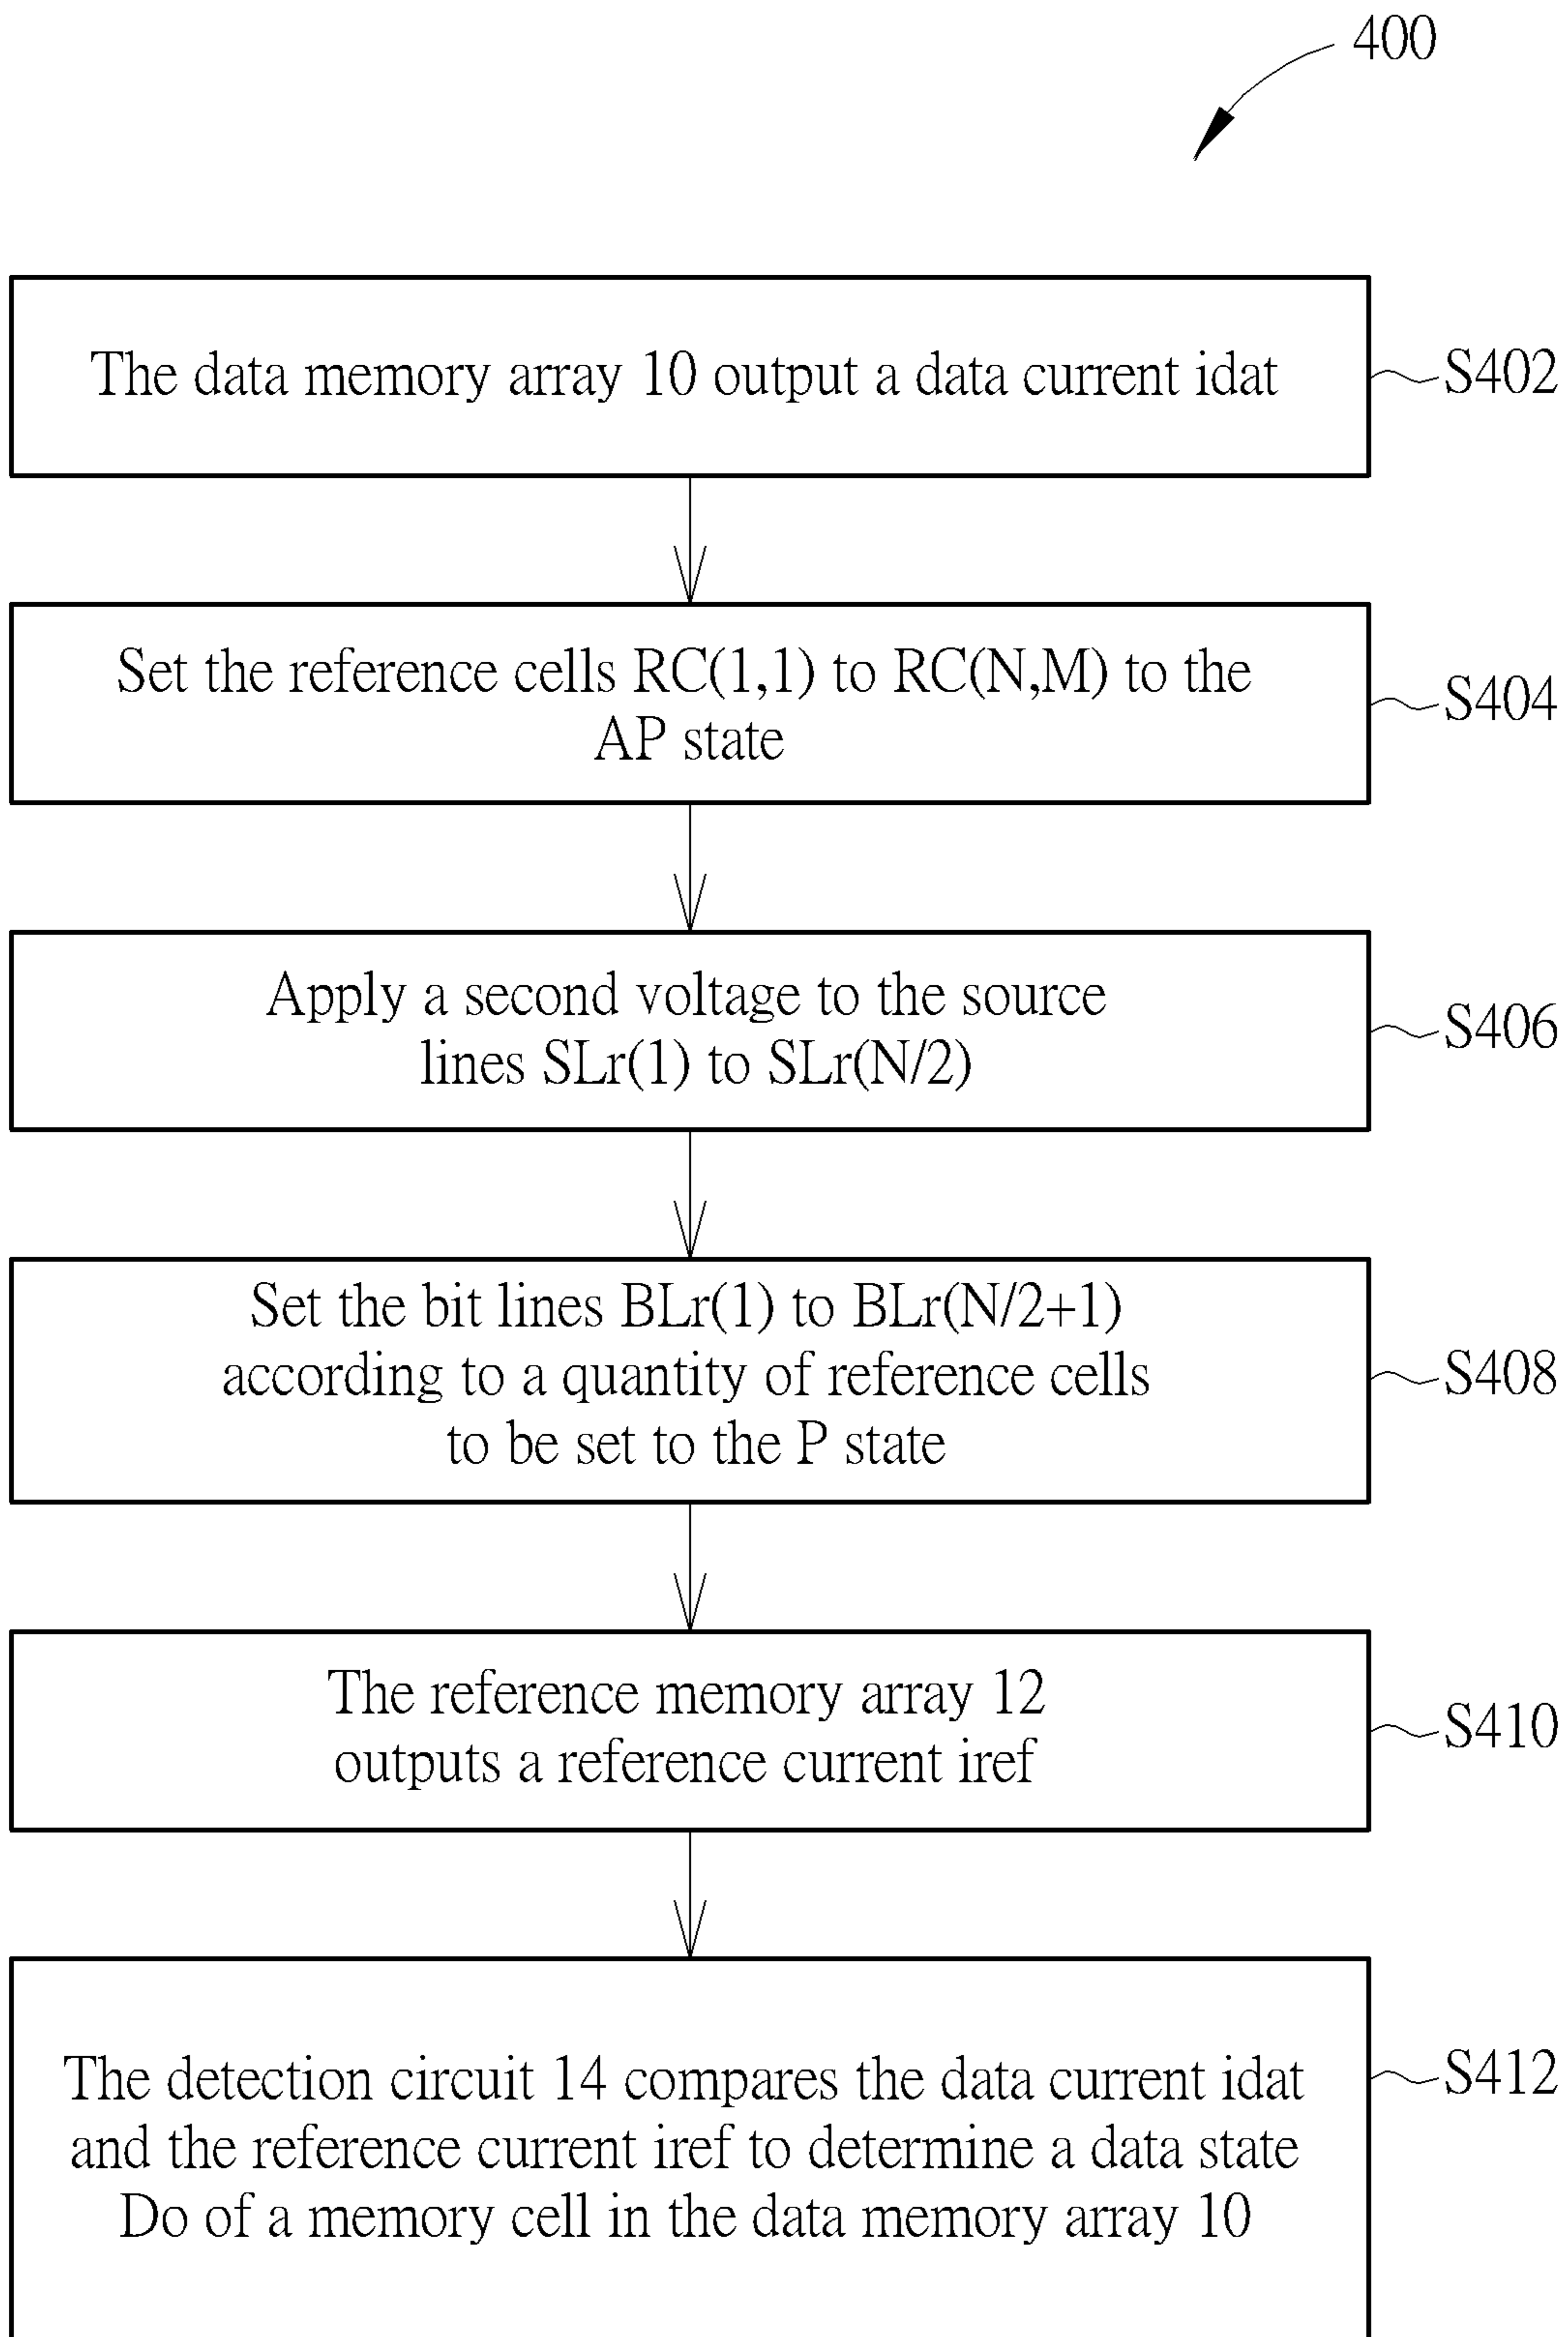 400
The data memory array 10 output a data current idat
S402
Set the reference cells RC(1,1) to RC(N,M) to the
AP state
S404
Apply a second voltage to the source
lines SLr(1) to SLr(N/2)
S406
Set the bit lines BLr(1) to BLr(N/2+1)
according to a quantity of reference cells
to be set to the P state
S408
The reference memory array 12
outputs a reference current iref
S410
The detection circuit 14 compares the data current idat
and the reference current iref to determine a data state
Do of a memory cell in the data memory array 10
S412